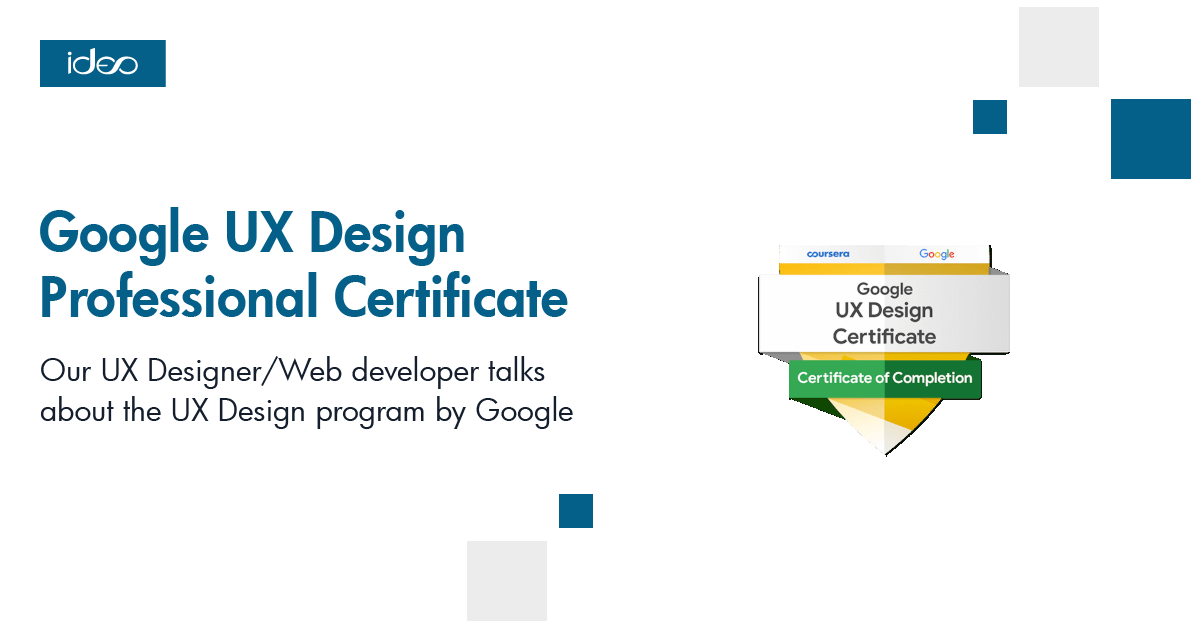 ideo
Google UX Design
Professional Certificate
Our UX Designer/Web developer talks
about the UX Design program by Google
coursera
Google
Google
UX Design
Certificate
Certificate of Completion